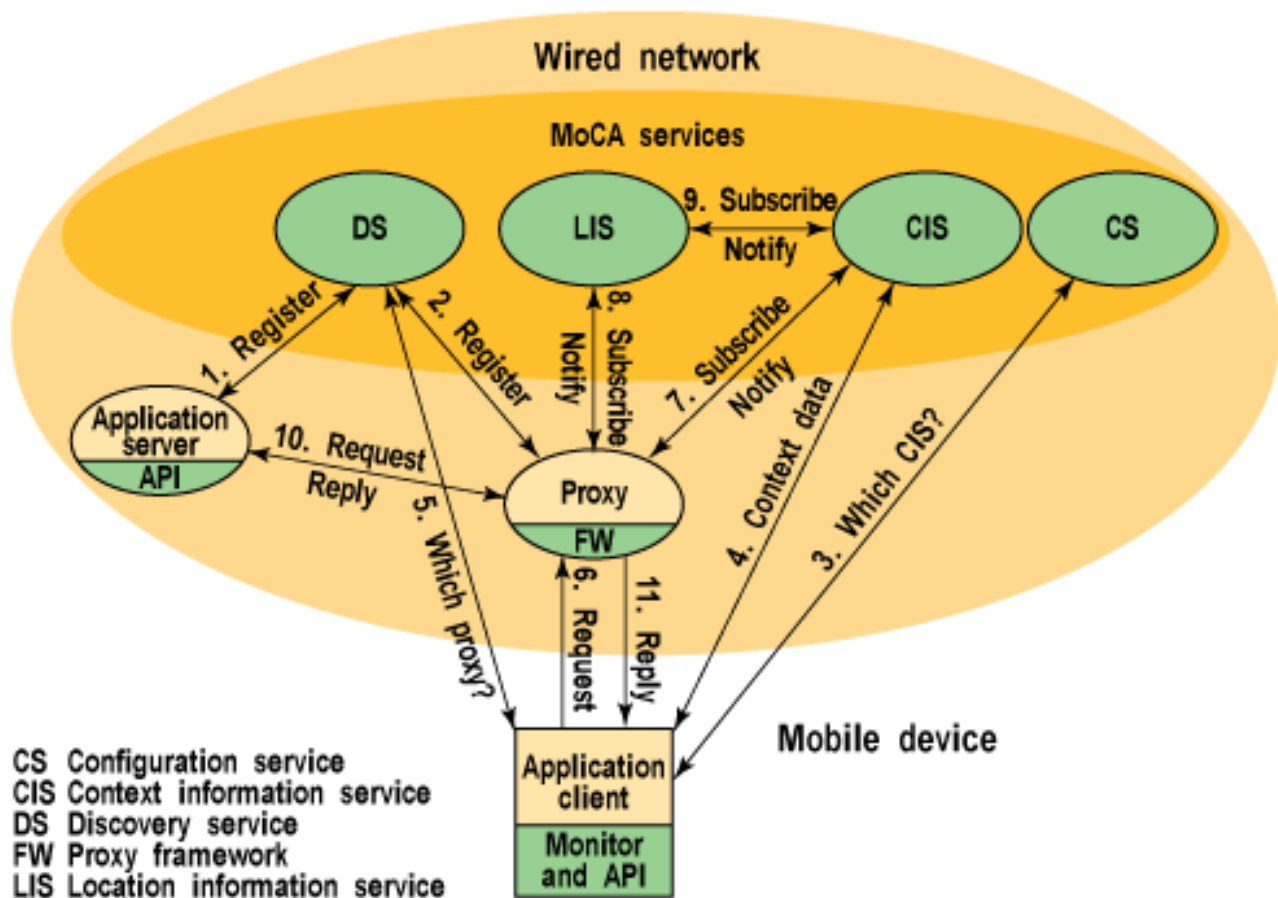 Wired network
MoCA services
DS
LIS
9. Subscribe
Notify
CIS
CS
1. Register
2. Register
8. Subscribe
Notify
7. Subscribe
Notify
Application
server
API
10. Request
Reply
Proxy
FW
5. Which proxy?
6. Request
11. Reply
4. Context data
3. Which CIS?
Application
client
Monitor
and API
Mobile device
CS Configuration service
CIS Context information service
DS Discovery service
FW Proxy framework
LIS Location information service